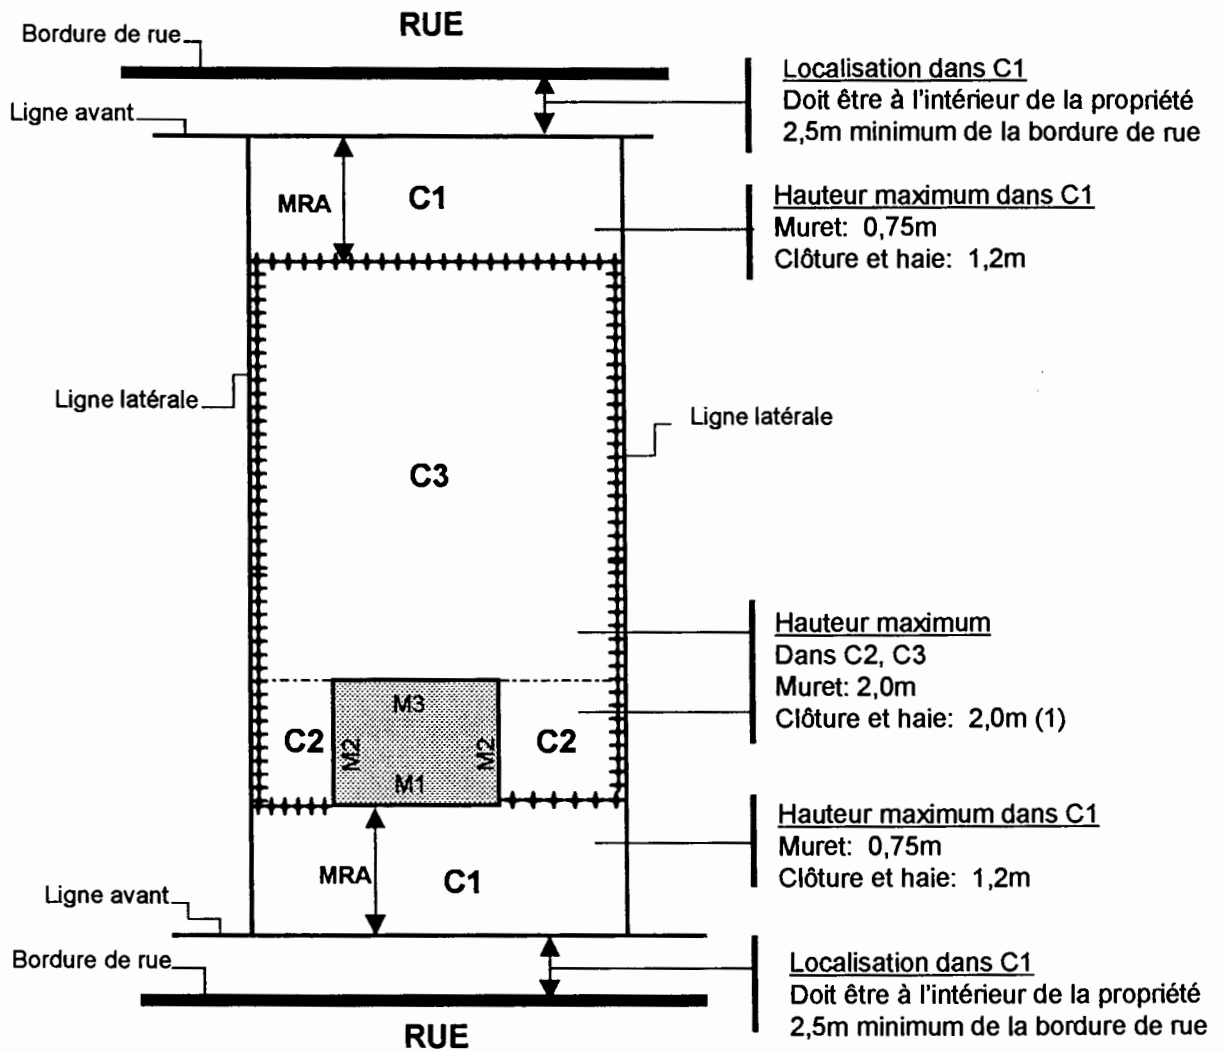 RUE
Bordure de rue
Localisation dans C1
Doit être à l'intérieur de la propriété
2,5m minimum de la bordure de rue
Ligne avant
MRA
C1
Hauteur maximum dans C1
Muret: 0,75m
Clôture et haie: 1,2m
Ligne latérale
Ligne latérale
C3
Hauteur maximum
Dans C2, C3
Muret: 2,0m
Clôture et haie: 2,0m (1)
M3
C2
M2
M2
C2
M1
Hauteur maximum dans C1
Muret: 0,75m
Clôture et haie: 1,2m
MRA
C1
Ligne avant
Bordure de rue
Localisation dans C1
Doit être à l'intérieur de la propriété
2,5m minimum de la bordure de rue
RUE